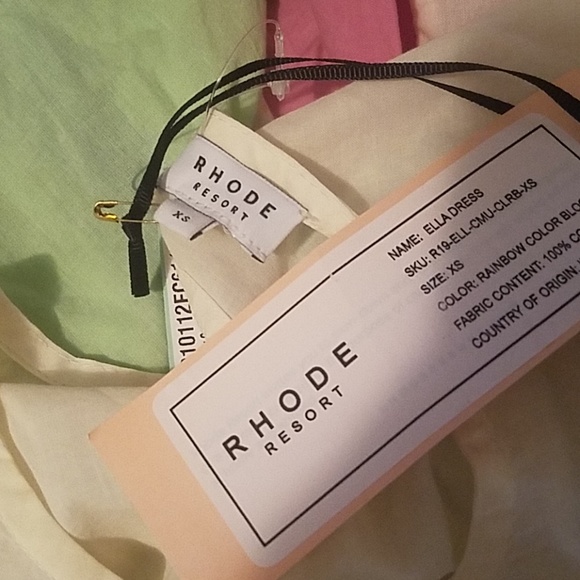 RHODE
RESORT
XS
NAME: ELLA DRESS
SKU: R19-ELL-CMU-CLRB-XS
SIZE: XS
COLOR: RAINBOW COLOR BLO
FABRIC CONTENT: 100% CO
COUNTRY OF ORIGIN:
RHODE
RESORT